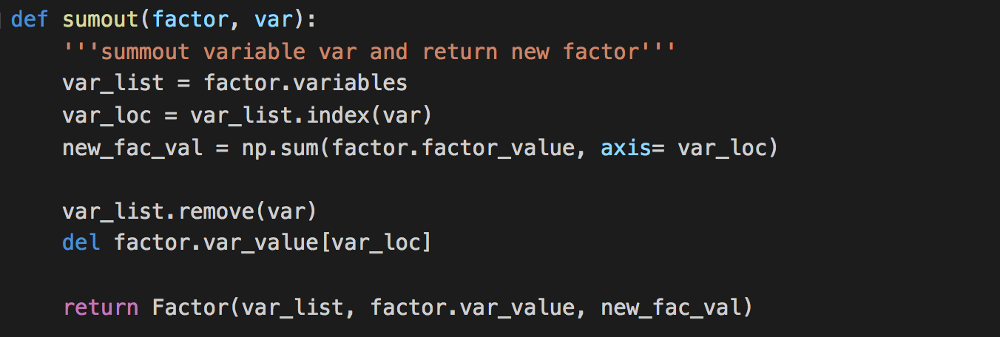 def sumout(factor, var):
    '''summout variable var and return new factor'''
    var_list = factor.variables
    var_loc = var_list.index(var)
    new_fac_val = np.sum(factor.factor_value, axis= var_loc)
    var_list.remove(var)
    del factor.var_value[var_loc]
    return Factor(var_list, factor.var_value, new_fac_val)